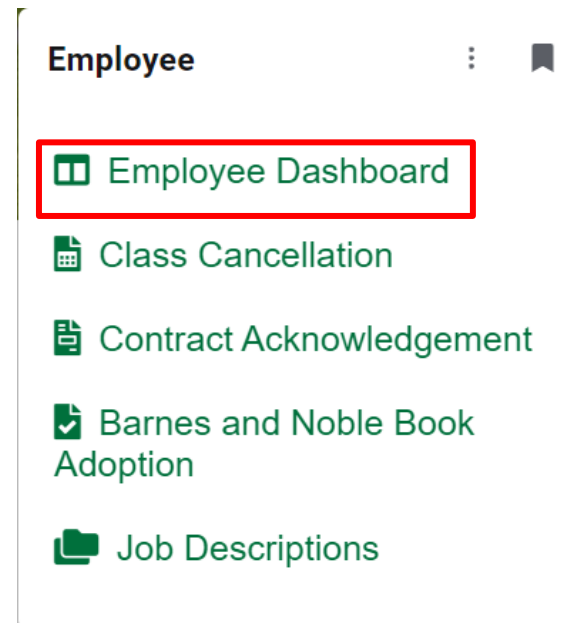 Employee
Employee Dashboard
Class Cancellation
Contract Acknowledgement
Barnes and Noble Book
Adoption
Job Descriptions